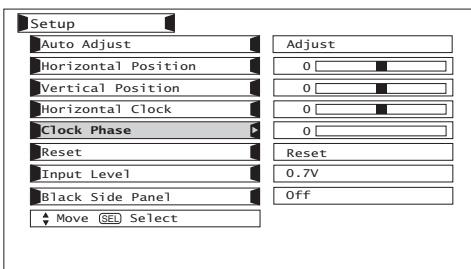 Setup
Auto Adjust Adjust
Horizontal Position 0
Vertical Position 0
Horizontal Clock 0
Clock Phase 0
Reset Reset
Input Level 0.7V
Black Side Panel Off
Move SEL Select